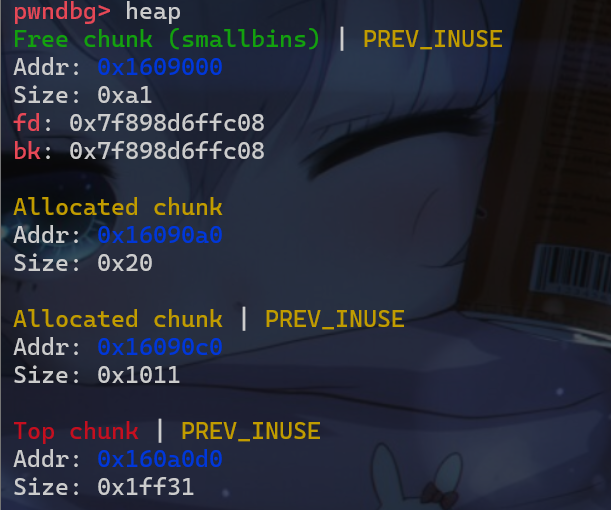 pwndbg> heap
Free chunk (smallbins) | PREV_INUSE
Addr: 0x1609000
Size: 0xa1
fd: 0x7f898d6ffc08
bk: 0x7f898d6ffc08
Allocated chunk
Addr: 0x16090a0
Size: 0x20
Allocated chunk | PREV_INUSE
Addr: 0x16090c0
Size: 0x1011
Top chunk | PREV_INUSE
Addr: 0x160a0d0
Size: 0x1ff31